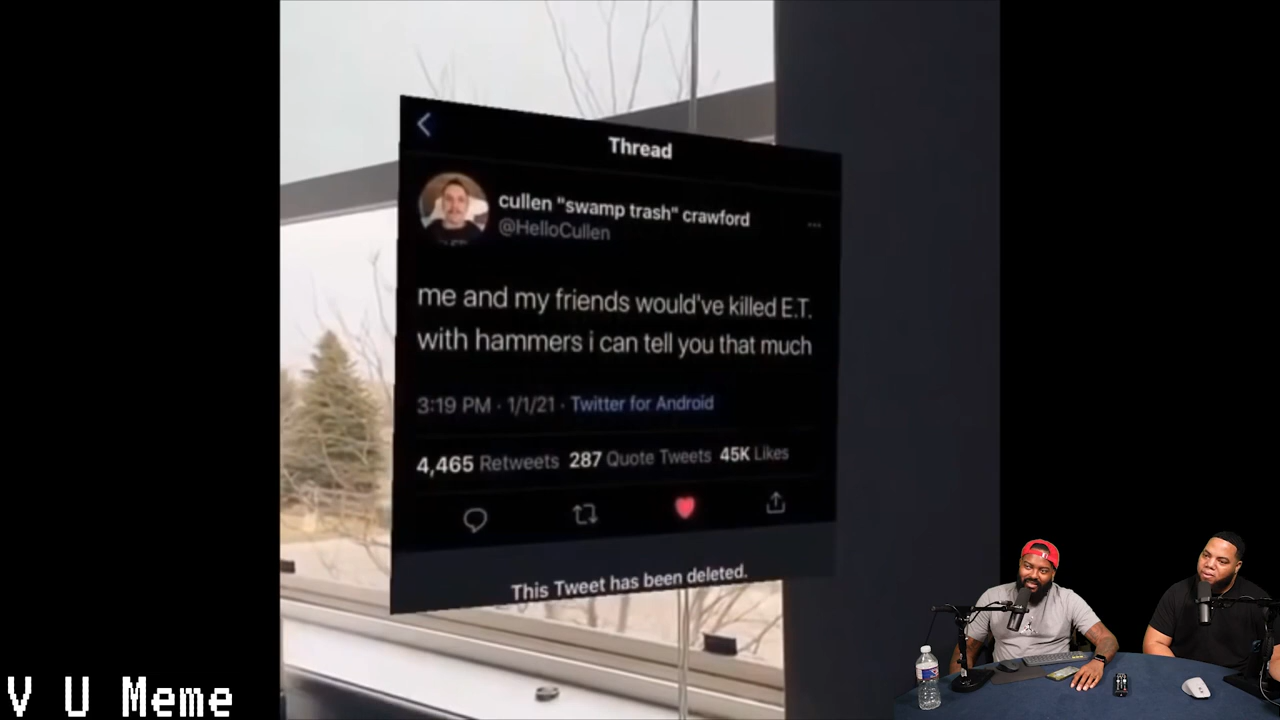 Thread
cullen "swamp trash" crawford
@HelloCullen
me and my friends would've killed E.T.
with hammers i can tell you that much
3:19 PM · 1/1/21 · Twitter for Android
4,465 Retweets 287 Quote Tweets 45K Likes
This Tweet has been deleted.
V U Meme